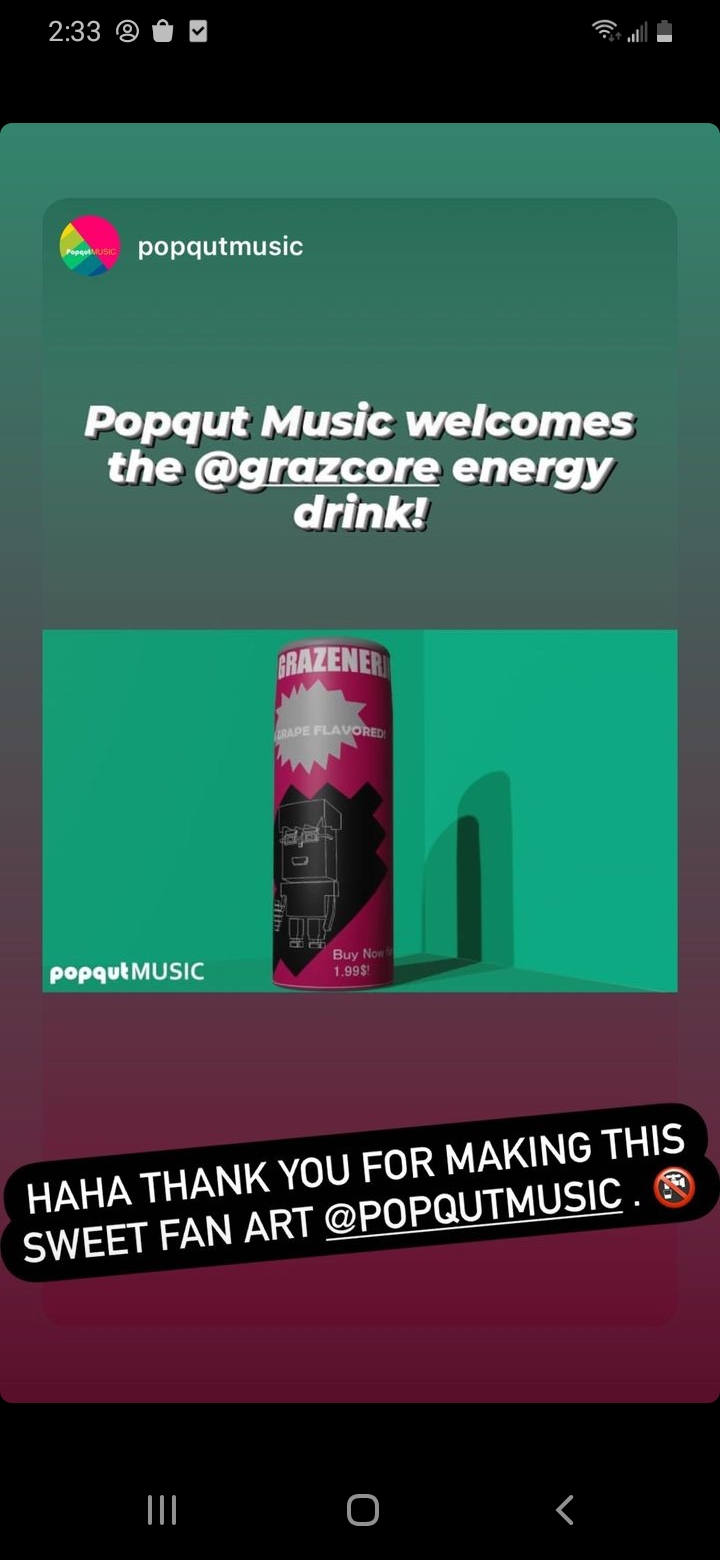 2:33
PopqutMUSIC
popqutmusic
Popqut Music welcomes
the @grazcore energy
drink!
GRAZENER
GRAPE FLAVORED!
Buy Now
1.99$!
popqutMUSIC
HAHA THANK YOU FOR MAKING THIS
SWEET FAN ART @POPQUTMUSIC .